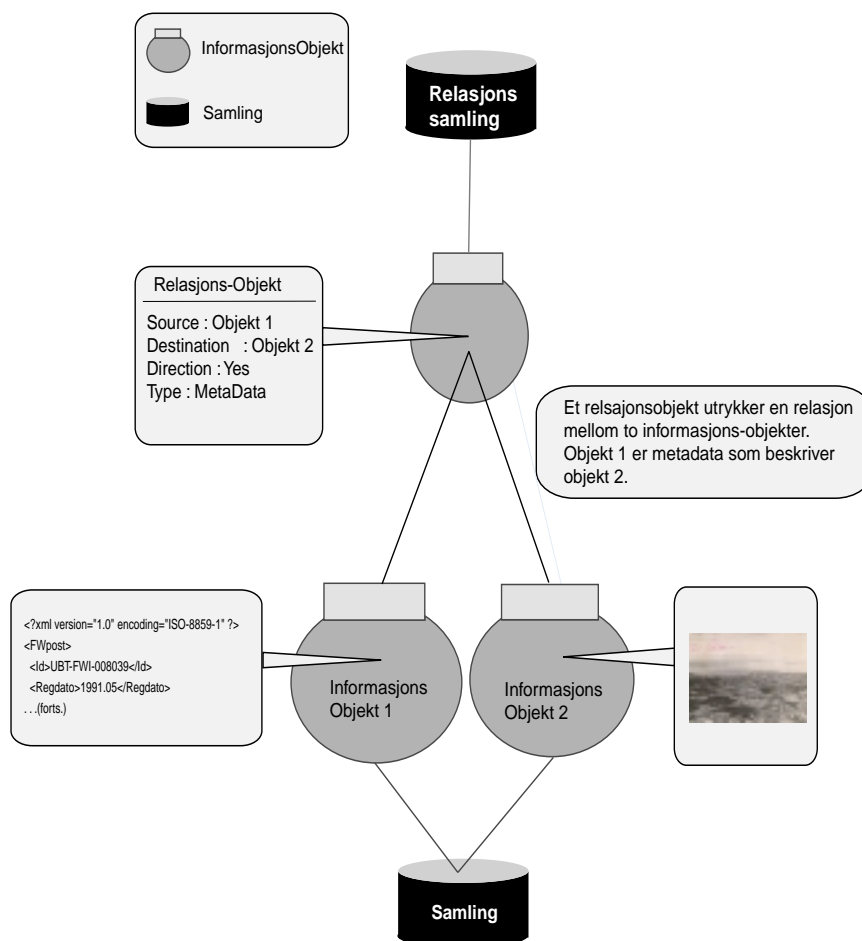 InformasjonsObjekt
Samling
Relasjons
samling
Relasjons-Objekt
Source : Objekt 1
Destination : Objekt 2
Direction : Yes
Type : MetaData
Et relsajonsobjekt utrykker en relasjon
mellom to informasjons-objekter.
Objekt 1 er metadata som beskriver
objekt 2.
<?xml version="1.0" encoding="ISO-8859-1" ?>
<FWpost>
<Id>UBT-FWI-008039</Id>
<Regdato>1991.05</Regdato>
. . .(forts.)
Informasjons
Objekt 1
Informasjons
Objekt 2
Samling